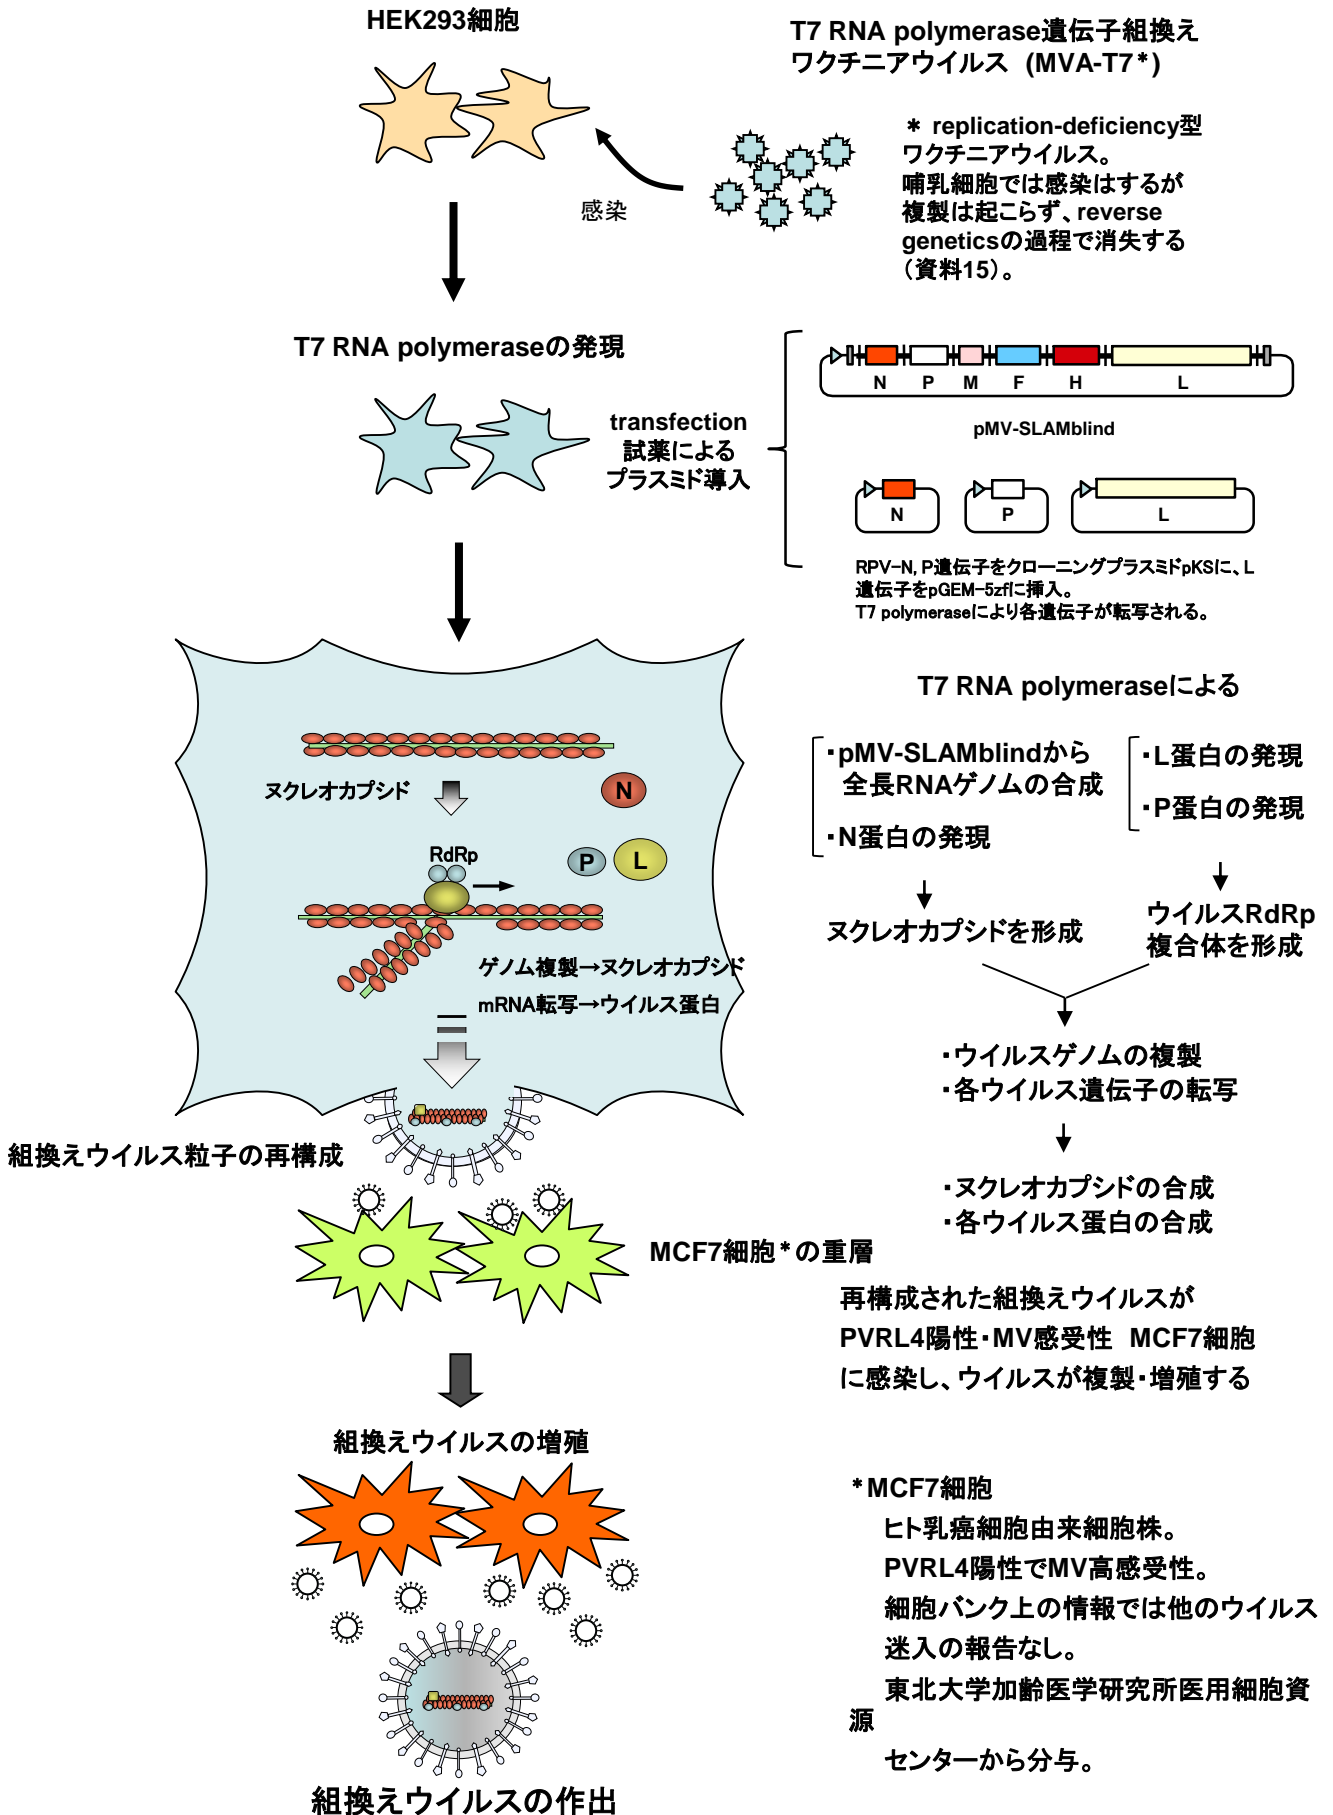 HEK293細胞
T7 RNA polymerase遺伝子組換え
ワクチニアウイルス (MVA-T7*)
* replication-deficiency型
ワクチニアウイルス。
哺乳細胞では感染はするが
複製は起こらず、reverse
geneticsの過程で消失する
（資料15）。
感染
T7 RNA polymeraseの発現
transfection
試薬による
プラスミド導入
N P M F H L
pMV-SLAMblind
N P L
RPV-N, P遺伝子をクローニングプラスミドpKSに、L
遺伝子をpGEM-5zfに挿入。
T7 polymeraseにより各遺伝子が転写される。
ヌクレオカプシド
N
RdRp
P L
ゲノム複製→ヌクレオカプシド
mRNA転写→ウイルス蛋白
T7 RNA polymeraseによる
・pMV-SLAMblindから
全長RNAゲノムの合成
・N蛋白の発現
・L蛋白の発現
・P蛋白の発現
ヌクレオカプシドを形成
ウイルスRdRp
複合体を形成
・ウイルスゲノムの複製
・各ウイルス遺伝子の転写
・ヌクレオカプシドの合成
・各ウイルス蛋白の合成
組換えウイルス粒子の再構成
MCF7細胞*の重層
再構成された組換えウイルスが
PVRL4陽性・MV感受性 MCF7細胞
に感染し、ウイルスが複製・増殖する
組換えウイルスの増殖
*MCF7細胞
ヒト乳癌細胞由来細胞株。
PVRL4陽性でMV高感受性。
細胞バンク上の情報では他のウイルス
迷入の報告なし。
東北大学加齢医学研究所医用細胞資
源
センターから分与。
組換えウイルスの作出